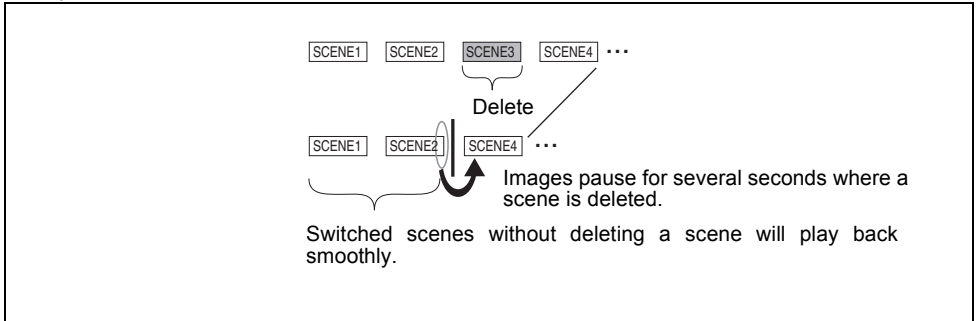 SCENE1 SCENE2 SCENE3 SCENE4 ...
Delete
SCENE1 SCENE2 SCENE4 ...
Images pause for several seconds where a
scene is deleted.
Switched scenes without deleting a scene will play back
smoothly.